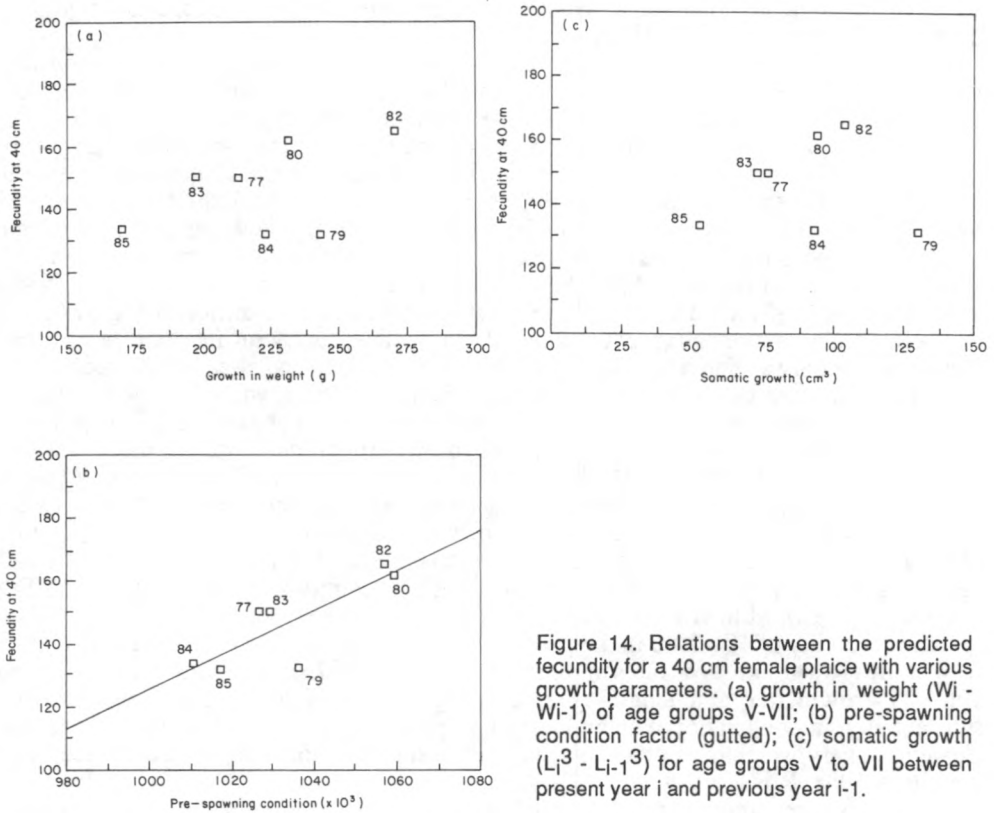 200
180
160
140
120
100
Fecundity at 40 cm
(a)
82
80
83
77
85
84
79
150 175 200 225 250 275 300
Growth in weight (g)
200
180
160
140
120
100
Fecundity at 40 cm
(c)
82
80
83
77
85
84
79
0 25 50 75 100 125 150
Somatic growth (cm³)
200
180
160
140
120
100
Fecundity at 40 cm
(b)
82
80
77 83
84
85
79
980 1000 1020 1040 1060 1080
Pre-spawning condition (x 10³)
Figure 14. Relations between the predicted
fecundity for a 40 cm female plaice with various
growth parameters. (a) growth in weight (Wi -
Wi-1) of age groups V-VII; (b) pre-spawning
condition factor (gutted); (c) somatic growth
(Li³ - Li-1³) for age groups V to VII between
present year i and previous year i-1.